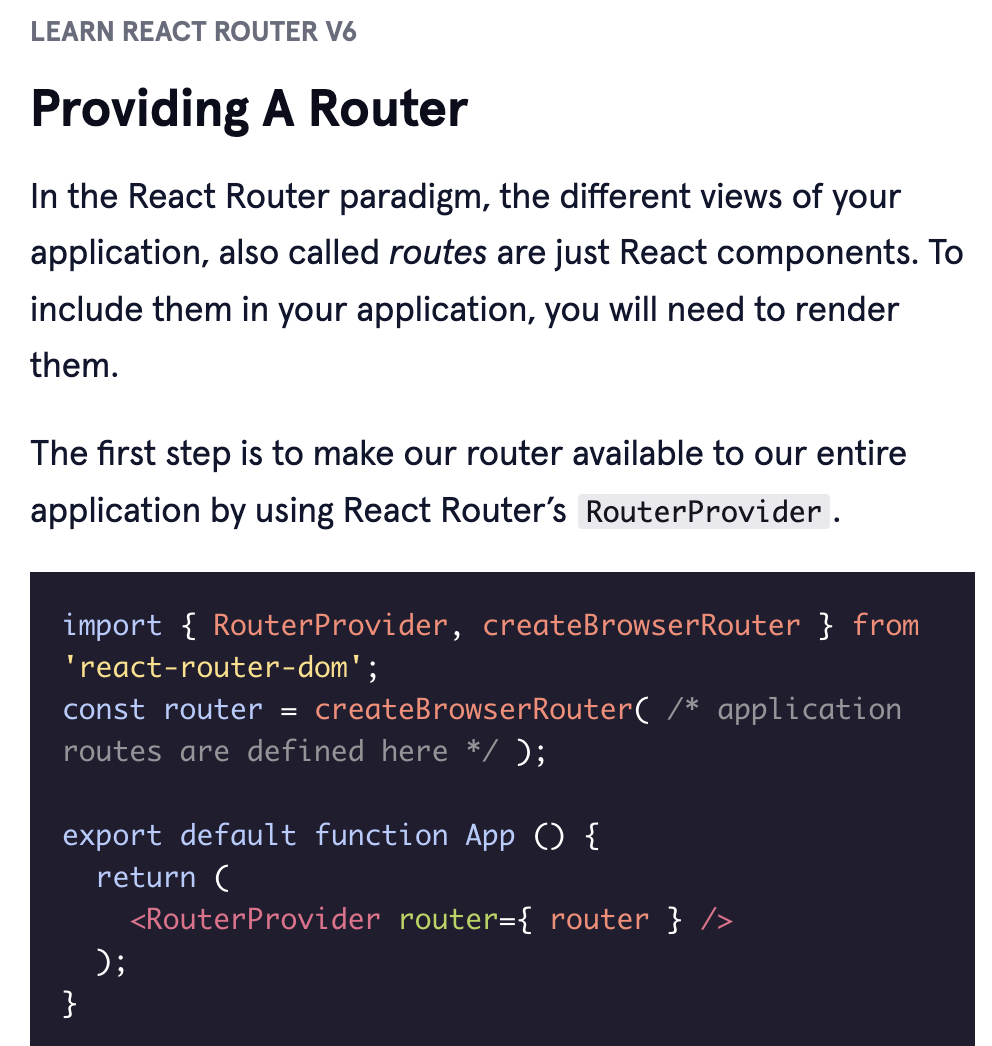 LEARN REACT ROUTER V6
Providing A Router
In the React Router paradigm, the different views of your
application, also called routes are just React components. To
include them in your application, you will need to render
them.
The first step is to make our router available to our entire
application by using React Router’s RouterProvider.
import { RouterProvider, createBrowserRouter } from
'react-router-dom';
const router = createBrowserRouter( /* application
routes are defined here */ );

export default function App () {
  return (
    <RouterProvider router={ router } />
  );
}